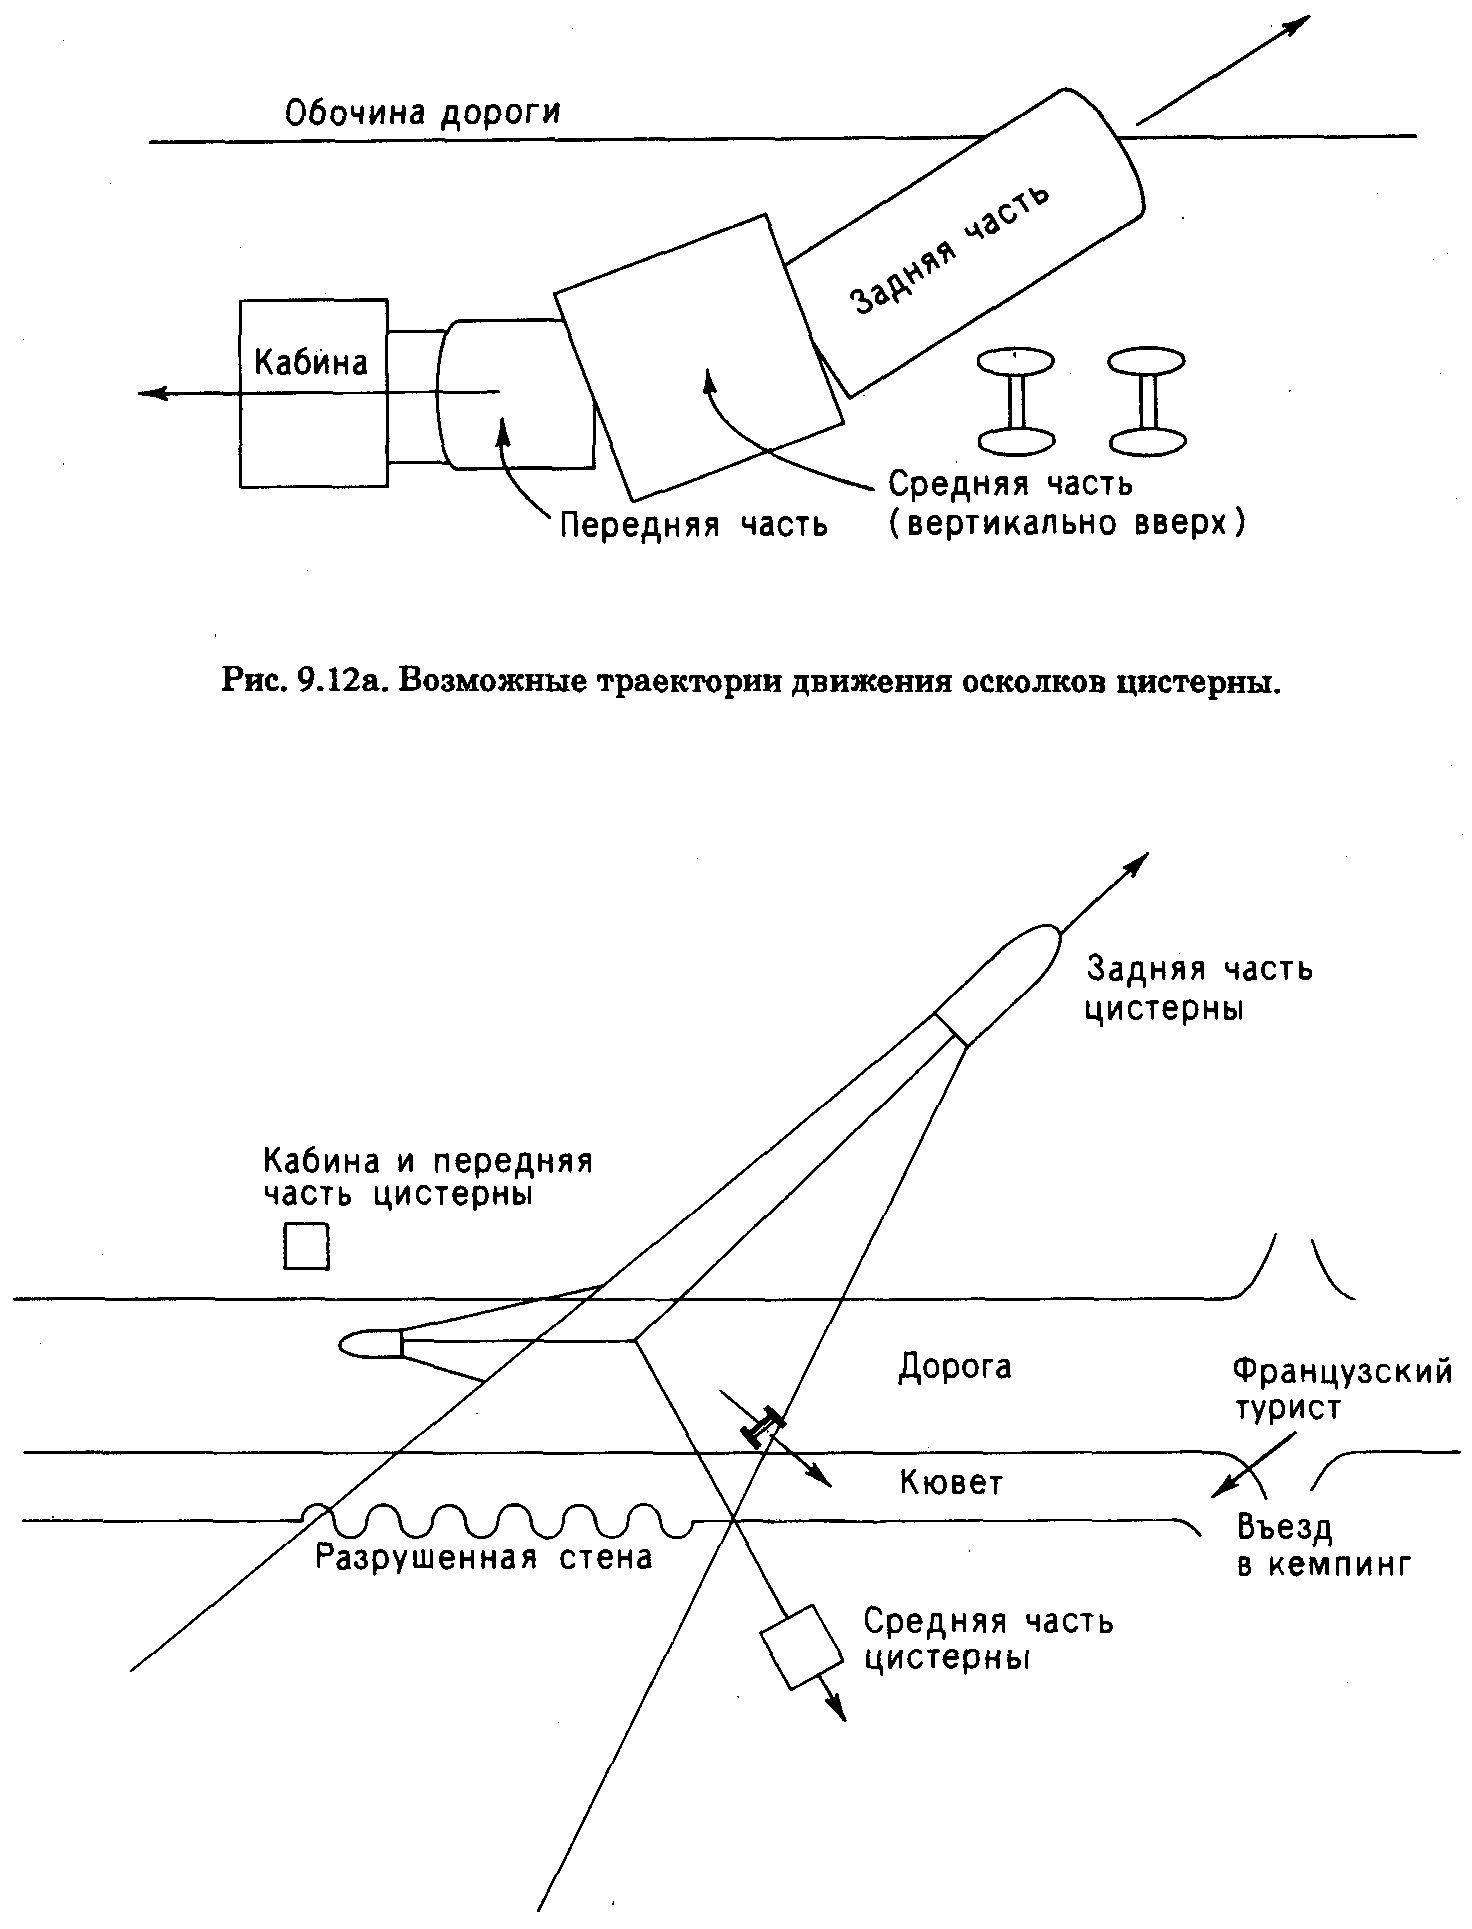 Обочина дороги
Задняя часть
Кабина
Средняя часть
(вертикально вверх)
Передняя часть
Рис. 9.12а. Возможные траектории движения осколков цистерны.
Задняя часть
цистерны
Кабина и передняя
часть цистерны
Дорога
Французский
турист
Кювет
Въезд
в кемпинг
Разрушенная стена
Средняя часть
цистерны